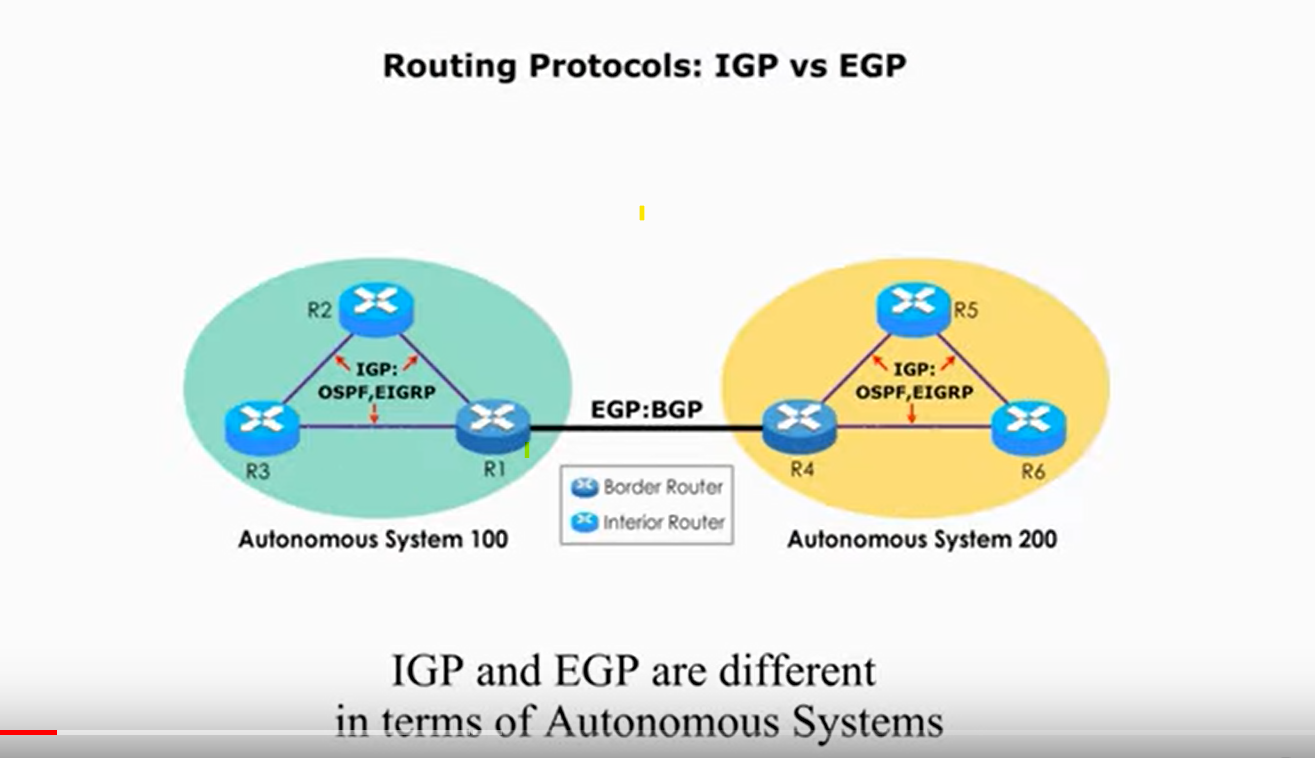 Routing Protocols: IGP vs EGP
R2
R5
IGP:
OSPF,EIGRP
IGP:
OSPF,EIGRP
EGP:BGP
R3
R1
R4
R6
Border Router
Interior Router
Autonomous System 100
Autonomous System 200
IGP and EGP are different
in terms of Autonomous Systems